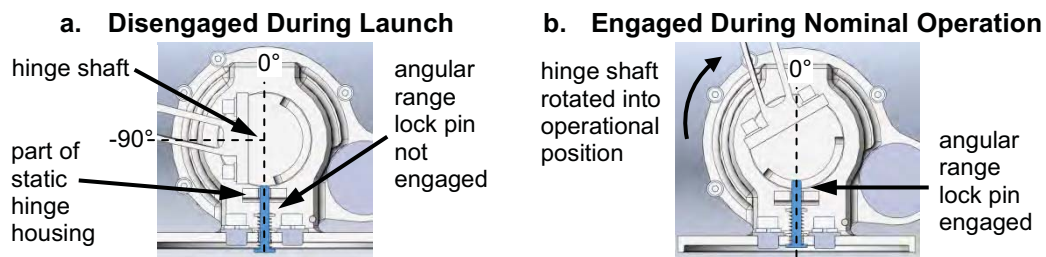 a. Disengaged During Launch
hinge shaft
0°
angular
range
lock pin
not
engaged
-90°
part of
static
hinge
housing
b. Engaged During Nominal Operation
hinge shaft
rotated into
operational
position
0°
angular
range
lock pin
engaged